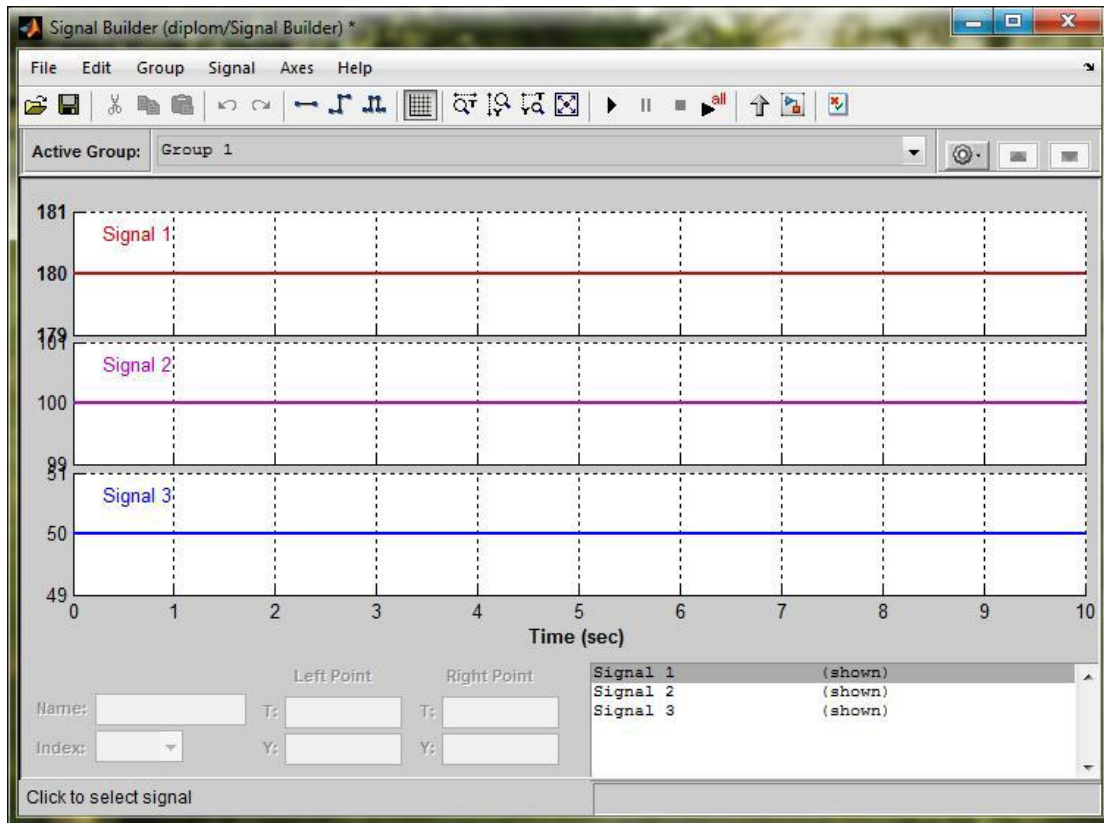 Signal Builder (diplom/Signal Builder) *
File Edit Group Signal Axes Help
all
Active Group: Group 1
181
Signal 1
180
179
101
Signal 2
100
99
51
Signal 3
50
49
0 1 2 3 4 5 6 7 8 9 10
Time (sec)
Left Point Right Point
Name: T: T:
Index: Y: Y:
Signal 1 (shown)
Signal 2 (shown)
Signal 3 (shown)
Click to select signal